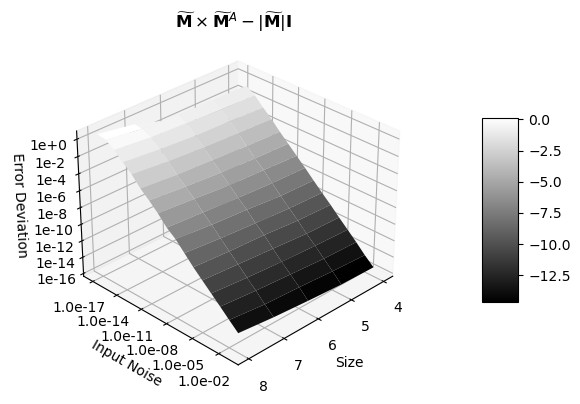 M̃ × M̃ᴬ − |M̃|I
1e+0
1e-2
1e-4
1e-6
1e-8
1e-10
1e-12
1e-14
1e-16
Error Deviation
1.0e-17
1.0e-14
1.0e-11
1.0e-08
1.0e-05
1.0e-02
Input Noise
4
5
6
7
8
Size
0.0
−2.5
−5.0
−7.5
−10.0
−12.5